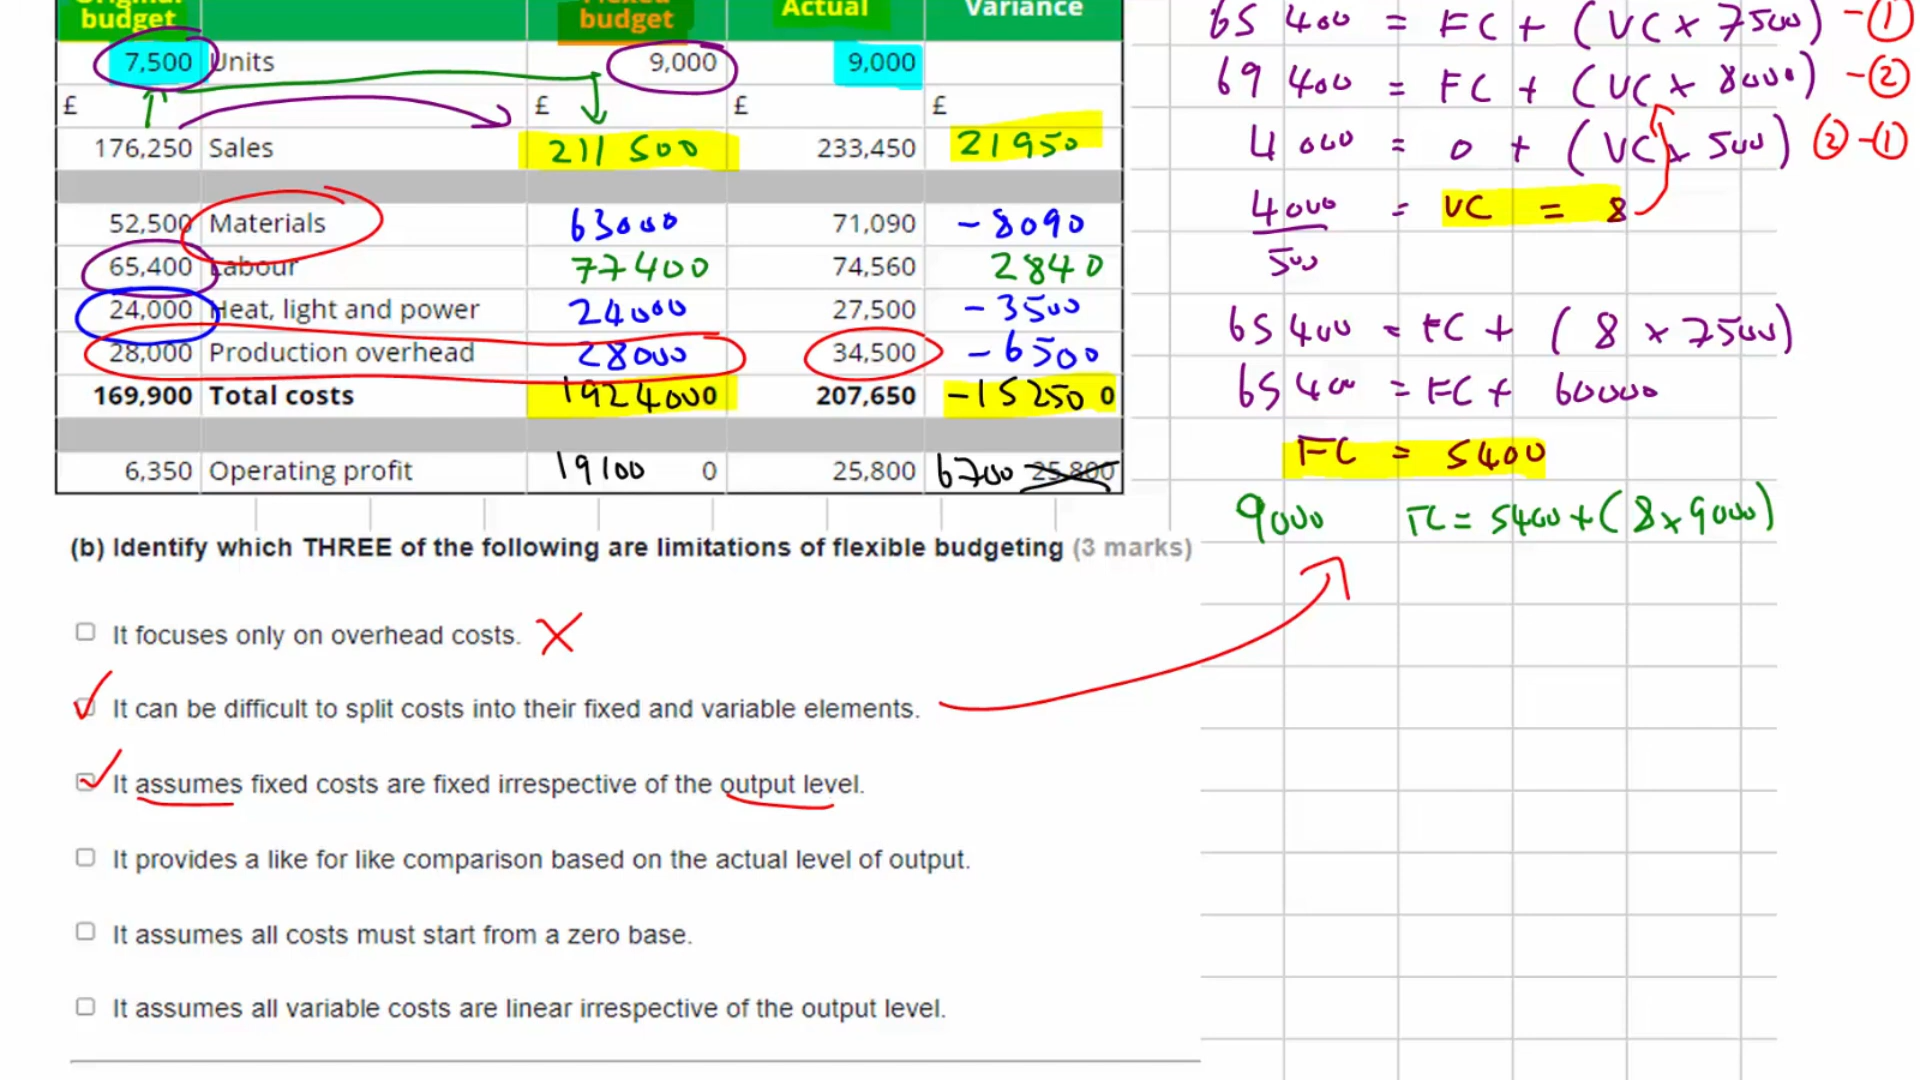 Original budget Flexed budget Actual Variance
7,500 Units 9,000 9,000
£ £ £ £
176,250 Sales 211 500 233,450 21950
52,500 Materials 63000 71,090 -8090
65,400 Labour 77400 74,560 2840
24,000 Heat, light and power 24000 27,500 -3500
28,000 Production overhead 28000 34,500 -6500
169,900 Total costs 192400 0 207,650 -15250 0
6,350 Operating profit 19100 0 25,800 6700 25,800
(b) Identify which THREE of the following are limitations of flexible budgeting (3 marks)
It focuses only on overhead costs. X
It can be difficult to split costs into their fixed and variable elements.
It assumes fixed costs are fixed irrespective of the output level.
It provides a like for like comparison based on the actual level of output.
It assumes all costs must start from a zero base.
It assumes all variable costs are linear irrespective of the output level.
65 400 = FC + (VC x 7500) - ①
69 400 = FC + (VC x 8000) - ②
4 000 = 0 + (VC x 500) ② - ①
4000 / 500 = VC = 8
65 400 = FC + (8 x 7500)
65 400 = FC + 60000
FC = 5400
9000 TC = 5400 + (8 x 9000)